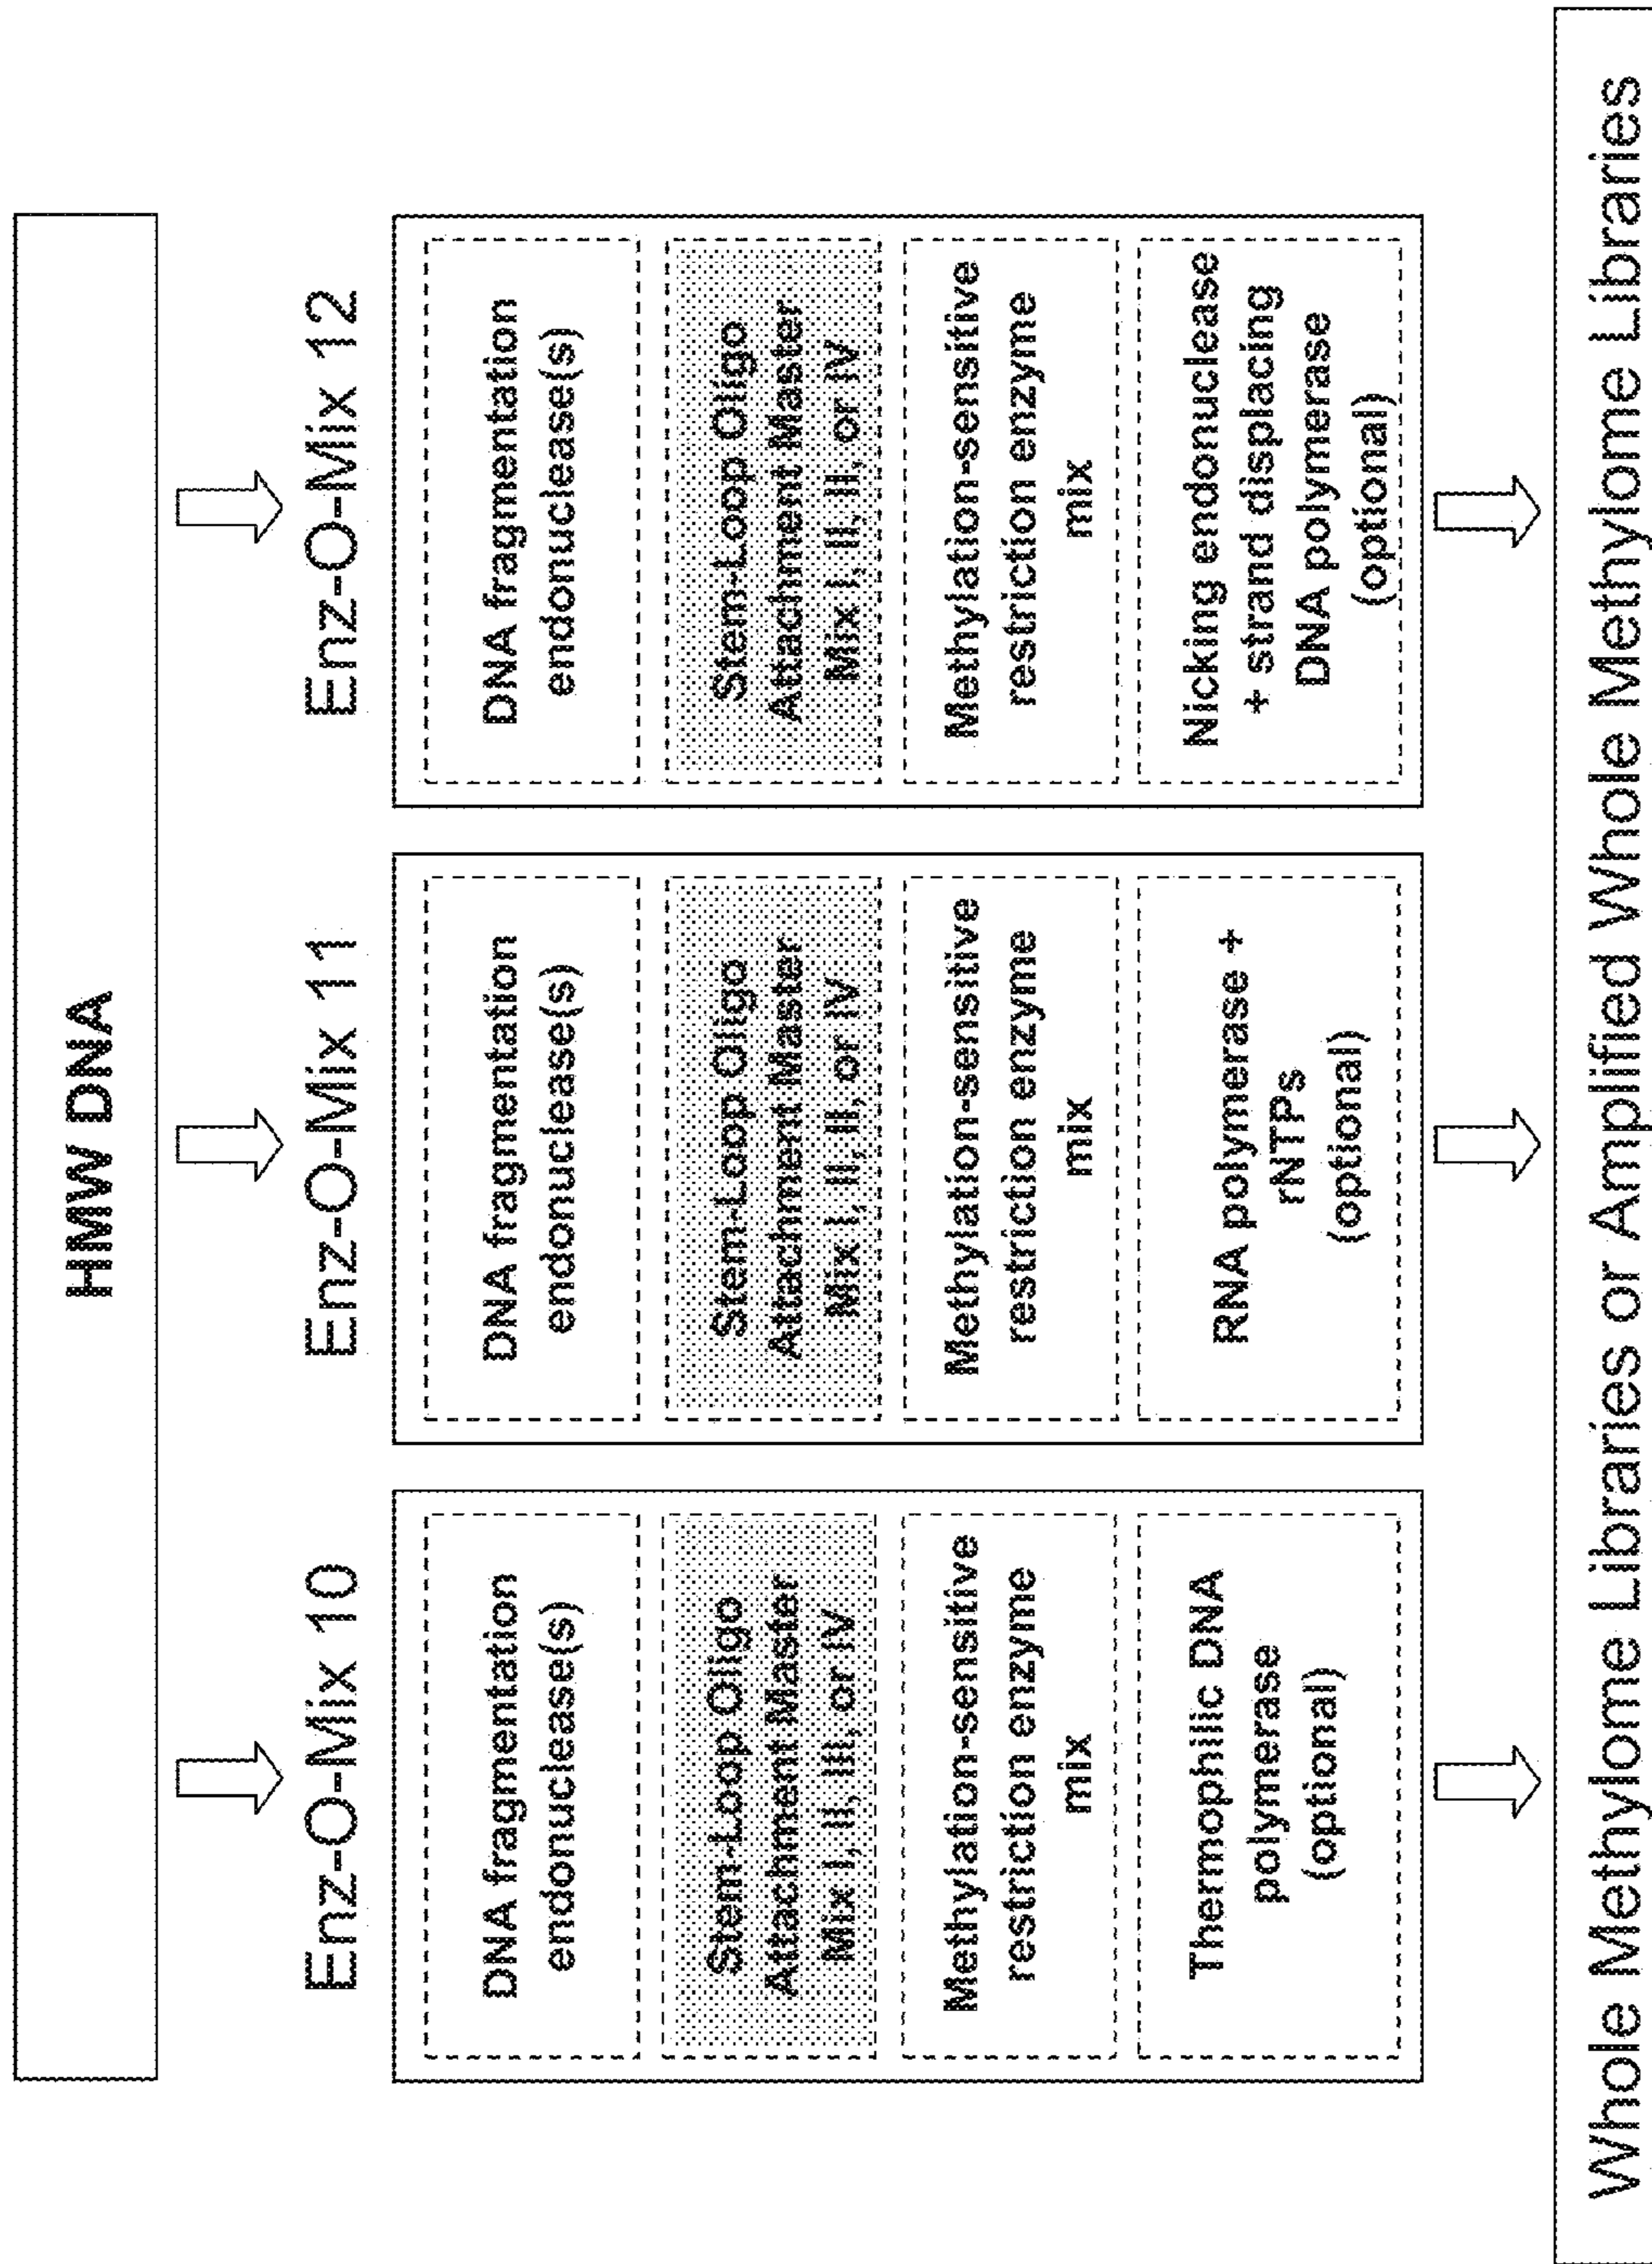 HMW DNA
Enz-O-Mix 10
DNA fragmentation
endonuclease(s)
Stem-Loop Oligo
Attachment Master
Mix I, II, III, or IV
Methylation-sensitive
restriction enzyme
mix
Thermophilic DNA
polymerase
(optional)
Enz-O-Mix 11
DNA fragmentation
endonuclease(s)
Stem-Loop Oligo
Attachment Master
Mix I, II, II, or IV
Methylation-sensitive
restriction enzyme
mix
RNA polymerase +
rNTPs
(optional)
Enz-O-Mix 12
DNA fragmentation
endonuclease(s)
Stem-Loop Oligo
Attachment Master
Mix I, II, II, or IV
Methylation-sensitive
restriction enzyme
mix
Nicking endonuclease
+ strand displacing
DNA polymerase
(optional)
Whole Methylome Libraries or Amplified Whole Methylome Libraries